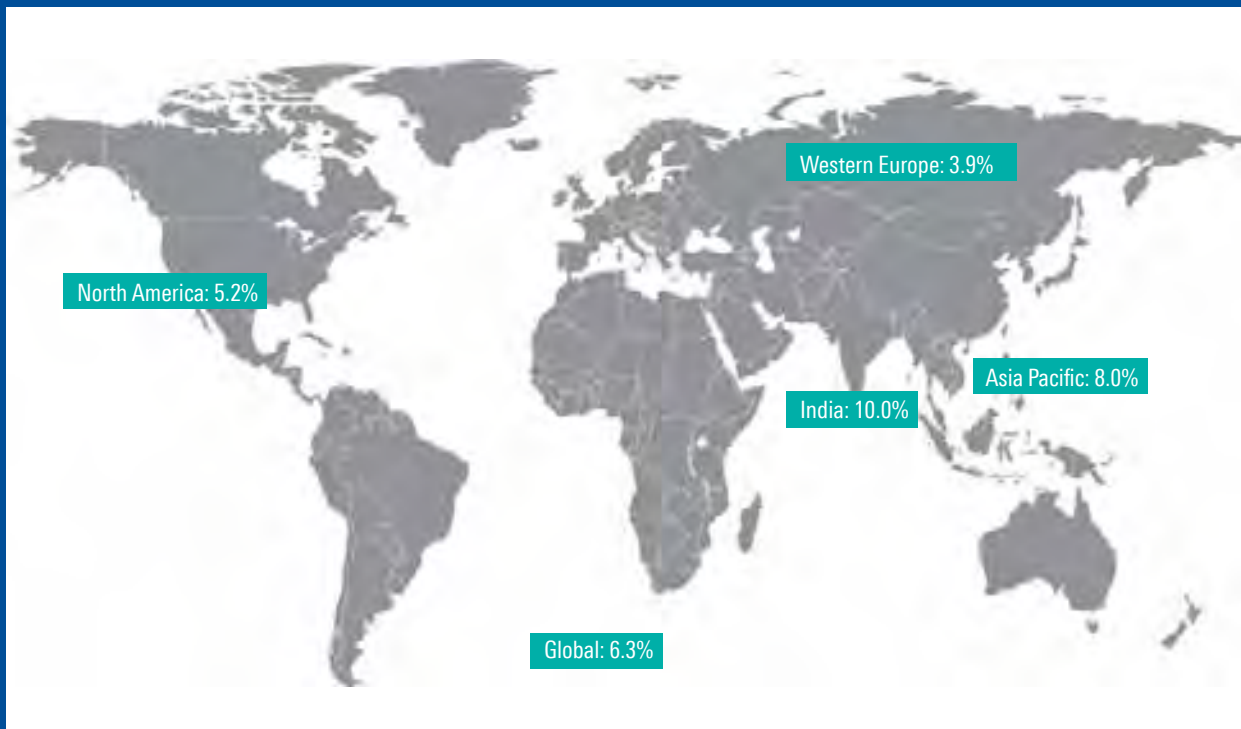 Western Europe: 3.9%
North America: 5.2%
Asia Pacific: 8.0%
India: 10.0%
Global: 6.3%